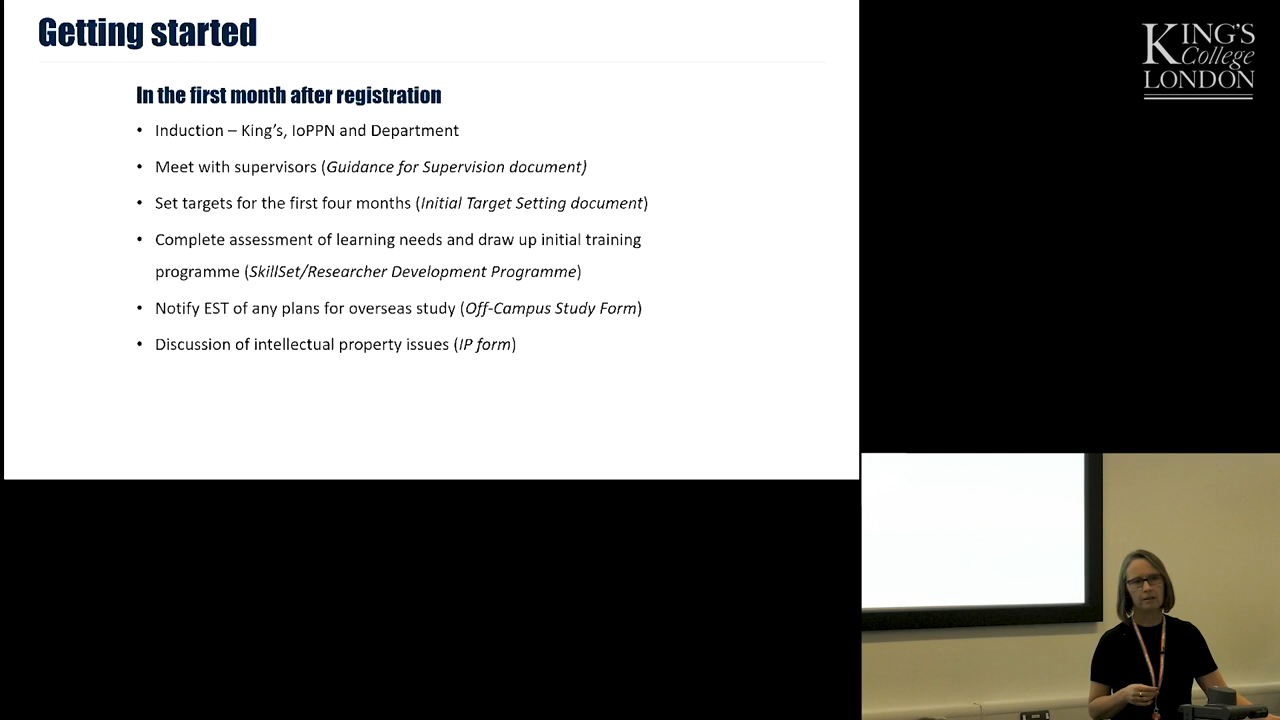 Getting started
In the first month after registration
• Induction – King's, IoPPN and Department
• Meet with supervisors (Guidance for Supervision document)
• Set targets for the first four months (Initial Target Setting document)
• Complete assessment of learning needs and draw up initial training
programme (SkillSet/Researcher Development Programme)
• Notify EST of any plans for overseas study (Off-Campus Study Form)
• Discussion of intellectual property issues (IP form)
KING'S
College
LONDON